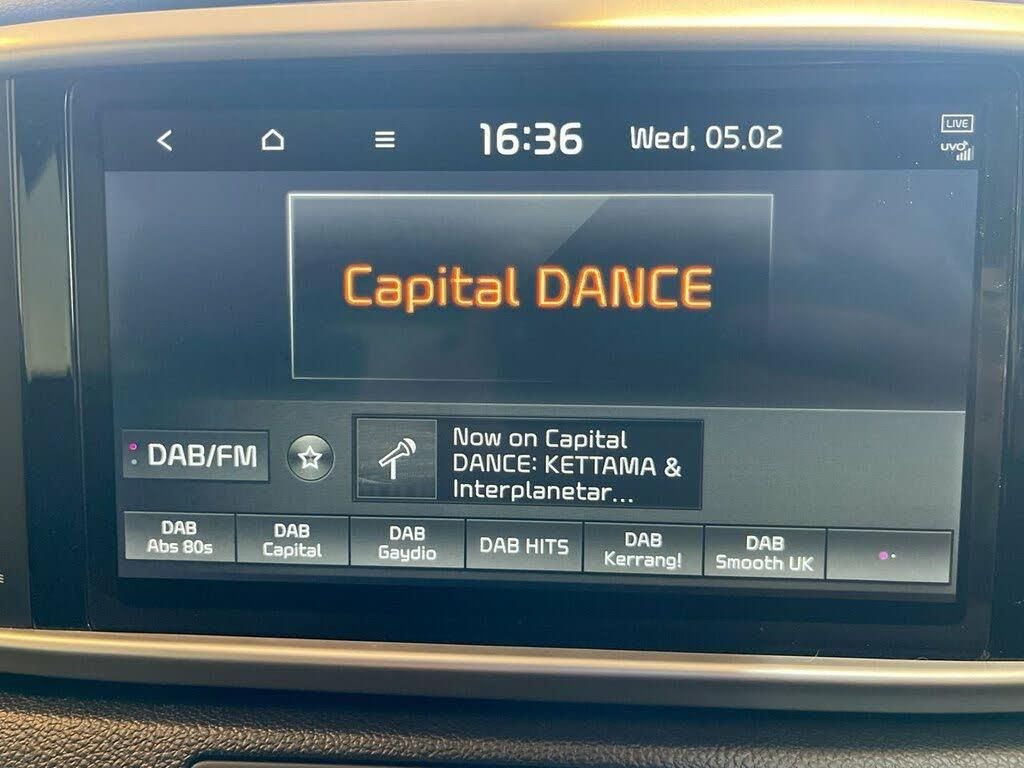 16:36 Wed, 05.02
LIVE
UVO
Capital DANCE
DAB/FM
Now on Capital
DANCE: KETTAMA &
Interplanetar...
DAB
Abs 80s
DAB
Capital
DAB
Gaydio
DAB HITS
DAB
Kerrang!
DAB
Smooth UK